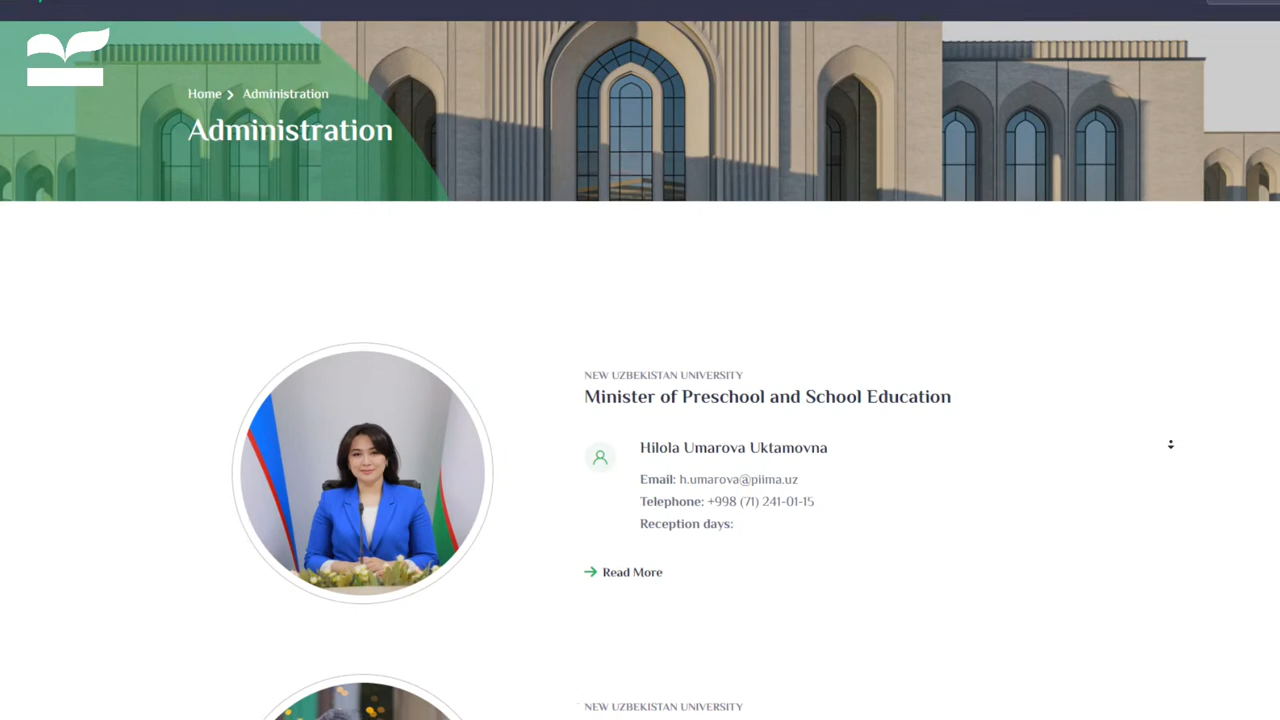 Home Administration
Administration
NEW UZBEKISTAN UNIVERSITY
Minister of Preschool and School Education
Hilola Umarova Uktamovna
Email: h.umarova@piima.uz
Telephone: +998 (71) 241-01-15
Reception days:
Read More
NEW UZBEKISTAN UNIVERSITY